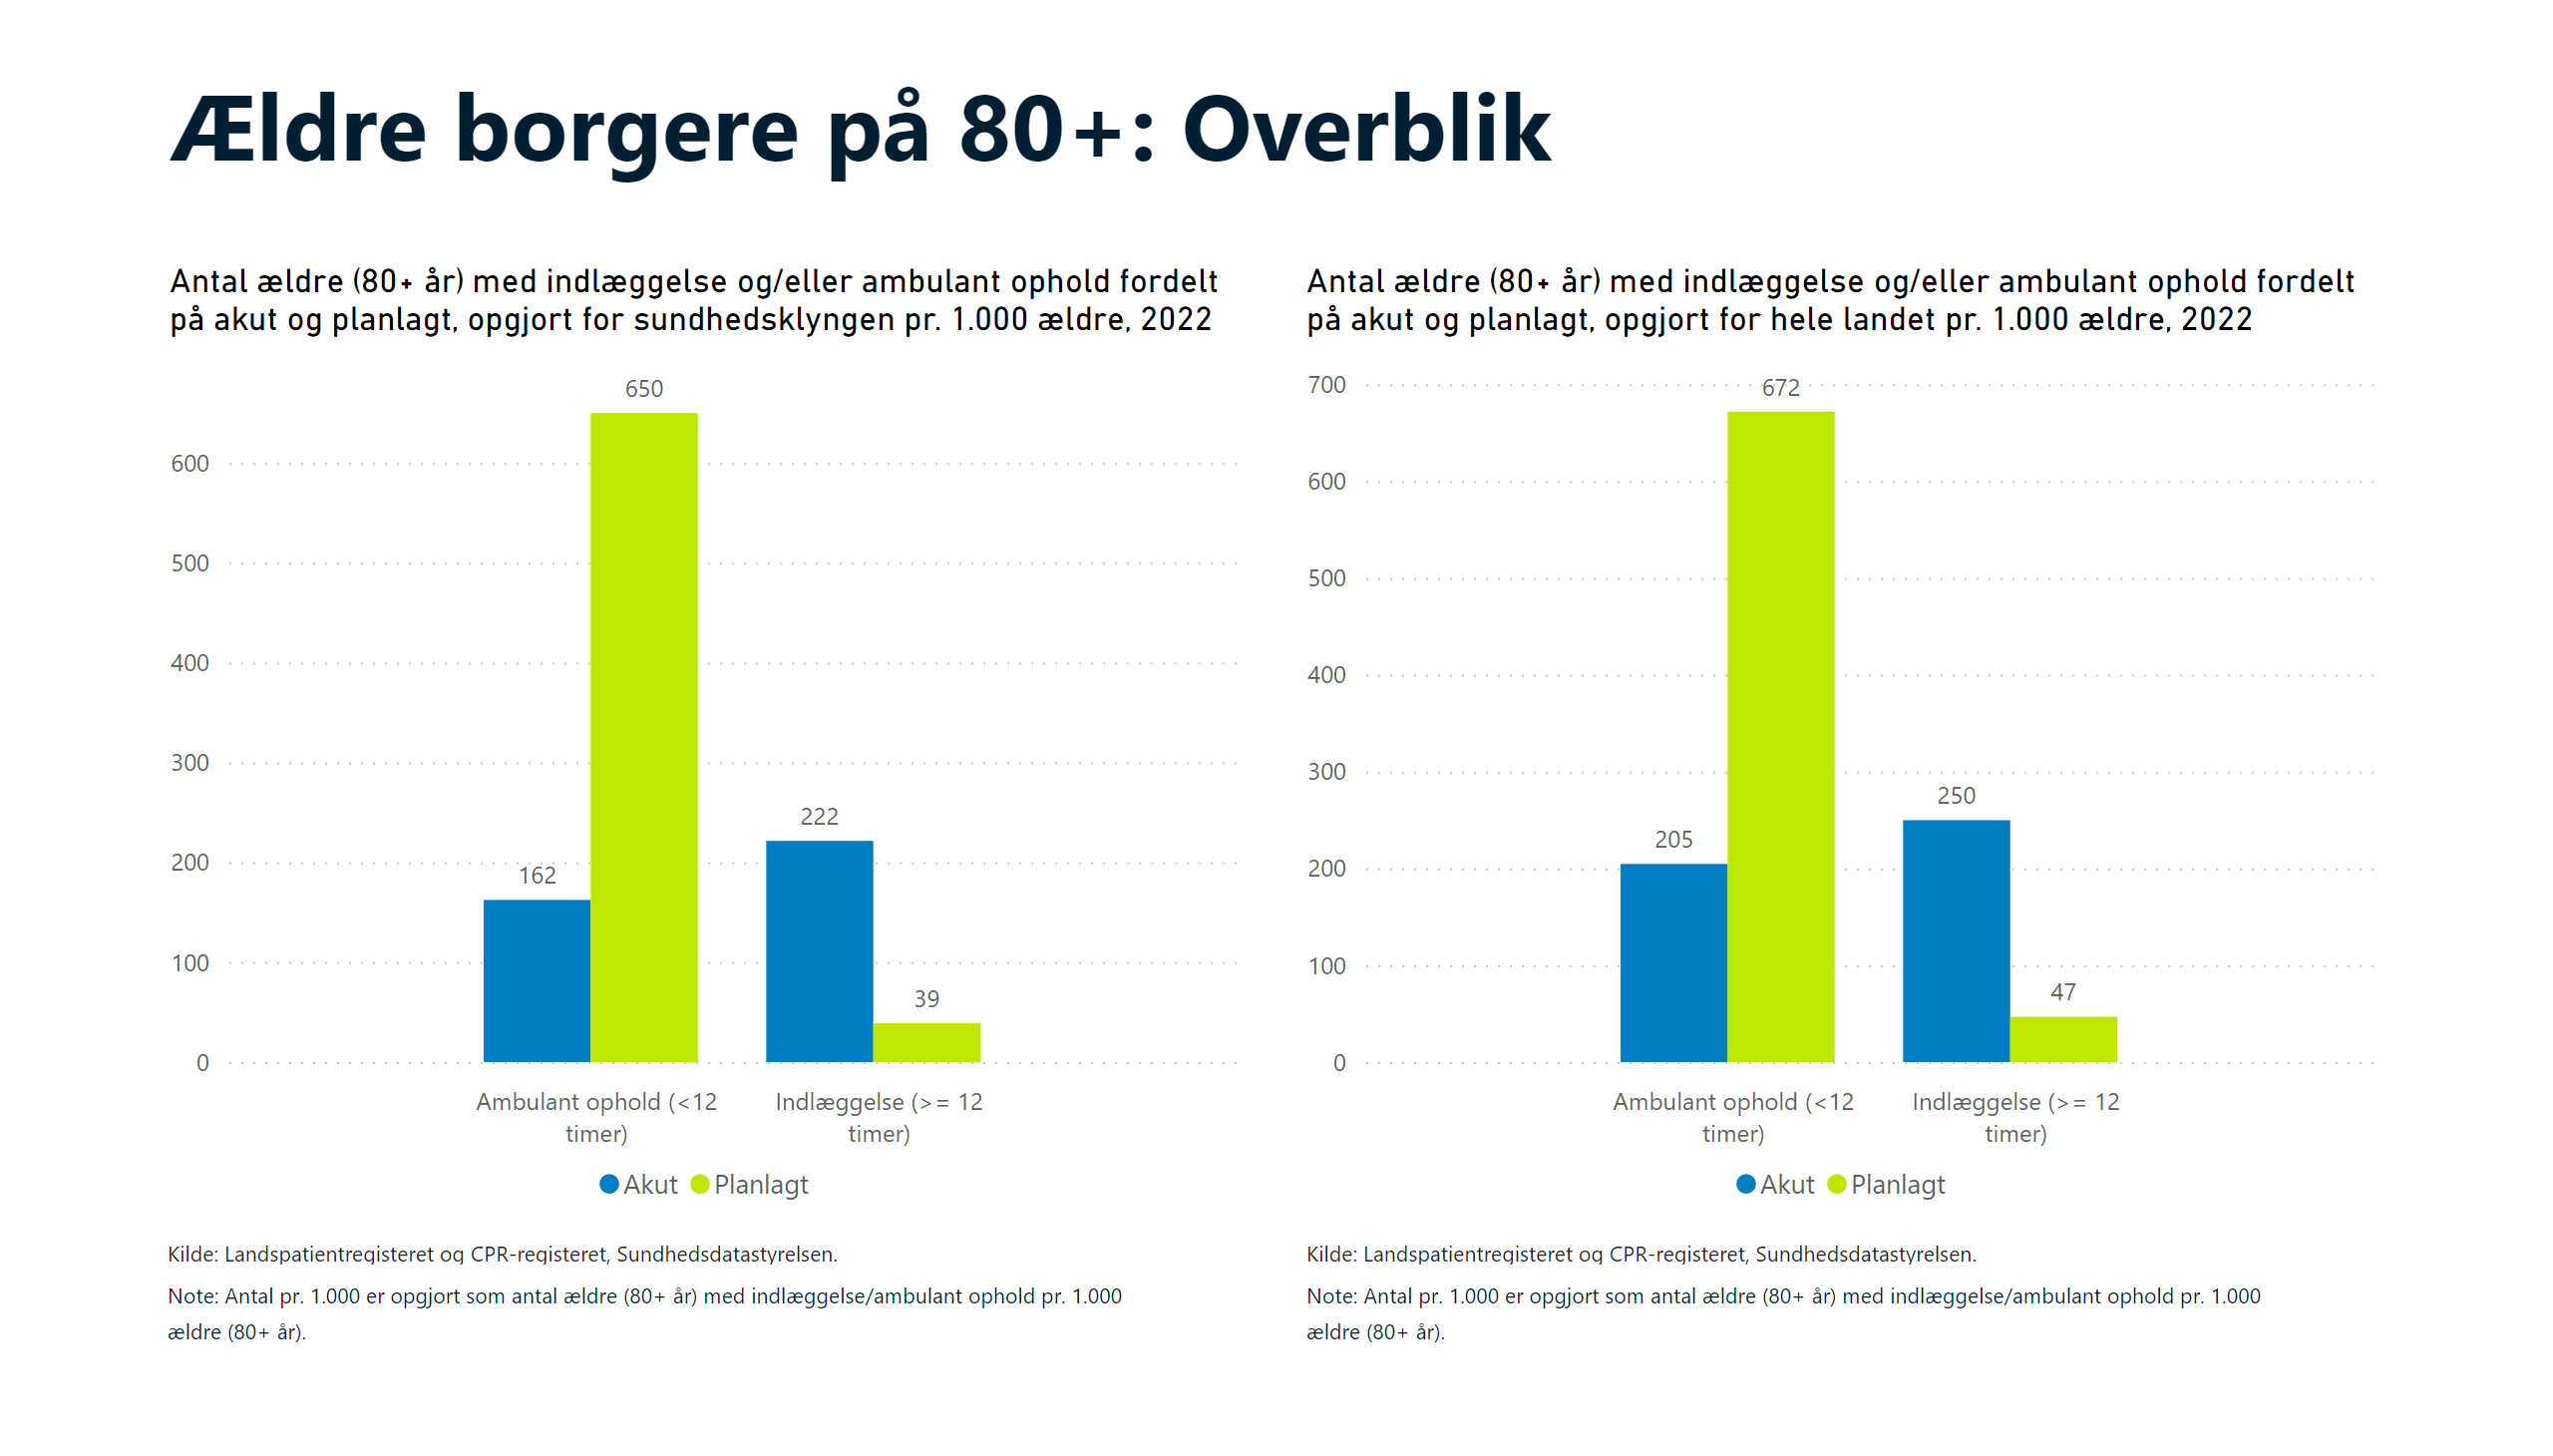 Ældre borgere på 80+: Overblik
Antal ældre (80+ år) med indlæggelse og/eller ambulant ophold fordelt
på akut og planlagt, opgjort for sundhedsklyngen pr. 1.000 ældre, 2022
650
600
500
400
300
222
200
162
100
39
0
Ambulant ophold (<12
timer)
Indlæggelse (>= 12
timer)
Akut
Planlagt
Kilde: Landspatientregisteret og CPR-registeret, Sundhedsdatastyrelsen.
Note: Antal pr. 1.000 er opgjort som antal ældre (80+ år) med indlæggelse/ambulant ophold pr. 1.000
ældre (80+ år).
Antal ældre (80+ år) med indlæggelse og/eller ambulant ophold fordelt
på akut og planlagt, opgjort for hele landet pr. 1.000 ældre, 2022
700
672
600
500
400
300
250
205
200
100
47
0
Ambulant ophold (<12
timer)
Indlæggelse (>= 12
timer)
Akut
Planlagt
Kilde: Landspatientregisteret og CPR-registeret, Sundhedsdatastyrelsen.
Note: Antal pr. 1.000 er opgjort som antal ældre (80+ år) med indlæggelse/ambulant ophold pr. 1.000
ældre (80+ år).